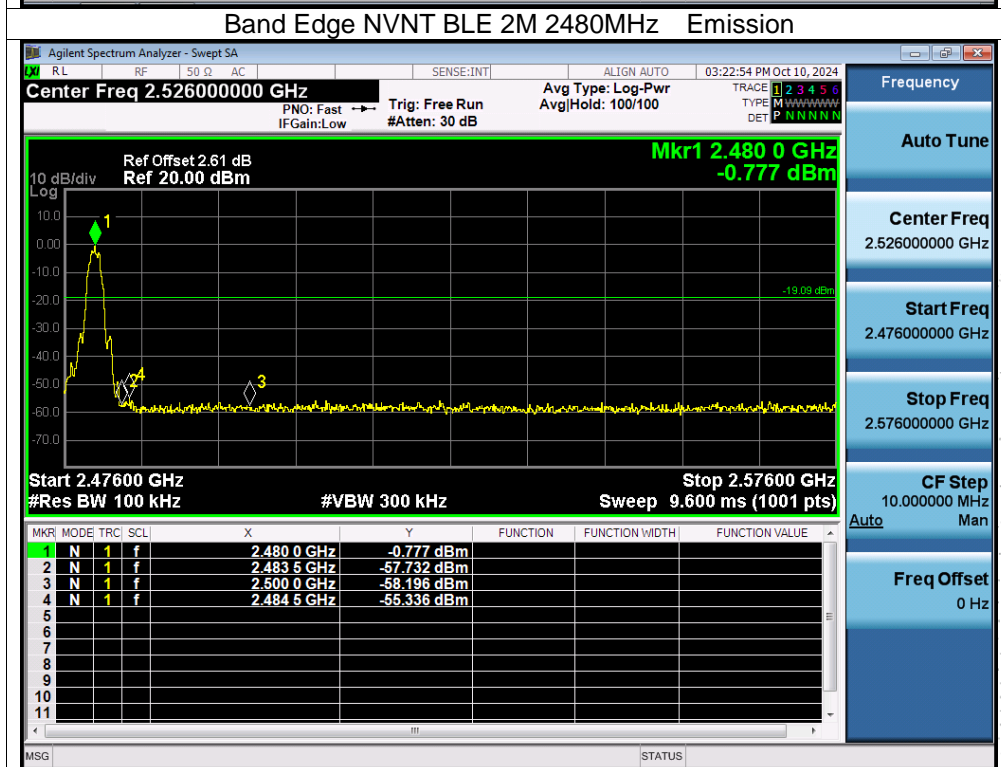 Band Edge NVNT BLE 2M 2480MHz Emission
Agilent Spectrum Analyzer - Swept SA
LXI RL RF 50 Ω AC SENSE:INT ALIGN AUTO 03:22:54 PM Oct 10, 2024
Center Freq 2.526000000 GHz
PNO: Fast
IFGain:Low
Trig: Free Run
#Atten: 30 dB
Avg Type: Log-Pwr
Avg|Hold: 100/100
TRACE 1 2 3 4 5 6
TYPE M WWWWW
DET P N N N N N
Frequency
Auto Tune
Center Freq
2.526000000 GHz
Start Freq
2.476000000 GHz
Stop Freq
2.576000000 GHz
CF Step
10.000000 MHz
Auto Man
Freq Offset
0 Hz
Mkr1 2.480 0 GHz
-0.777 dBm
Ref Offset 2.61 dB
10 dB/div Ref 20.00 dBm
Log
10.0
0.00
-10.0
-20.0
-30.0
-40.0
-50.0
-60.0
-70.0
1
-19.09 dBm
2
4
3
Start 2.47600 GHz Stop 2.57600 GHz
#Res BW 100 kHz #VBW 300 kHz Sweep 9.600 ms (1001 pts)
MKR MODE TRC SCL X Y FUNCTION FUNCTION WIDTH FUNCTION VALUE
1 N 1 f 2.480 0 GHz -0.777 dBm
2 N 1 f 2.483 5 GHz -57.732 dBm
3 N 1 f 2.500 0 GHz -58.196 dBm
4 N 1 f 2.484 5 GHz -55.336 dBm
5
6
7
8
9
10
11
MSG STATUS